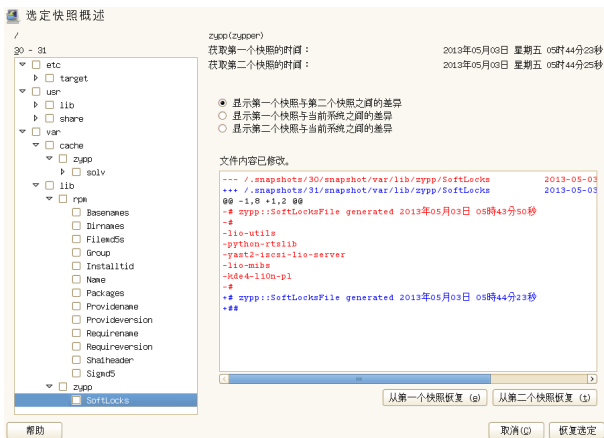 选定快照概述
/
30 - 31
etc
target
usr
lib
share
var
cache
zypp
solv
lib
rpm
Basenames
Dirnames
Filemd5s
Group
Installtid
Name
Packages
Providename
Provideversion
Requirename
Requireversion
Sha1header
Sigmd5
zypp
SoftLocks
zypp(zypper)
获取第一个快照的时间： 2013年05月03日 星期五 05时44分23秒
获取第二个快照的时间： 2013年05月03日 星期五 05时44分25秒
显示第一个快照与第二个快照之间的差异
显示第一个快照与当前系统之间的差异
显示第二个快照与当前系统之间的差异
文件内容已修改。
--- /.snapshots/30/snapshot/var/lib/zypp/SoftLocks 2013-05-03
+++ /.snapshots/31/snapshot/var/lib/zypp/SoftLocks 2013-05-03
@@ -1,8 +1,2 @@
-# zypp::SoftLocksFile generated 2013年05月03日 05时43分50秒
-#
-lio-utils
-python-rtslib
-yast2-iscsi-lio-server
-lio-mibs
-kde4-l10n-pl
-#
+# zypp::SoftLocksFile generated 2013年05月03日 05时44分23秒
+##
从第一个快照恢复 (e) 从第二个快照恢复 (t)
帮助 取消(C) 恢复选定